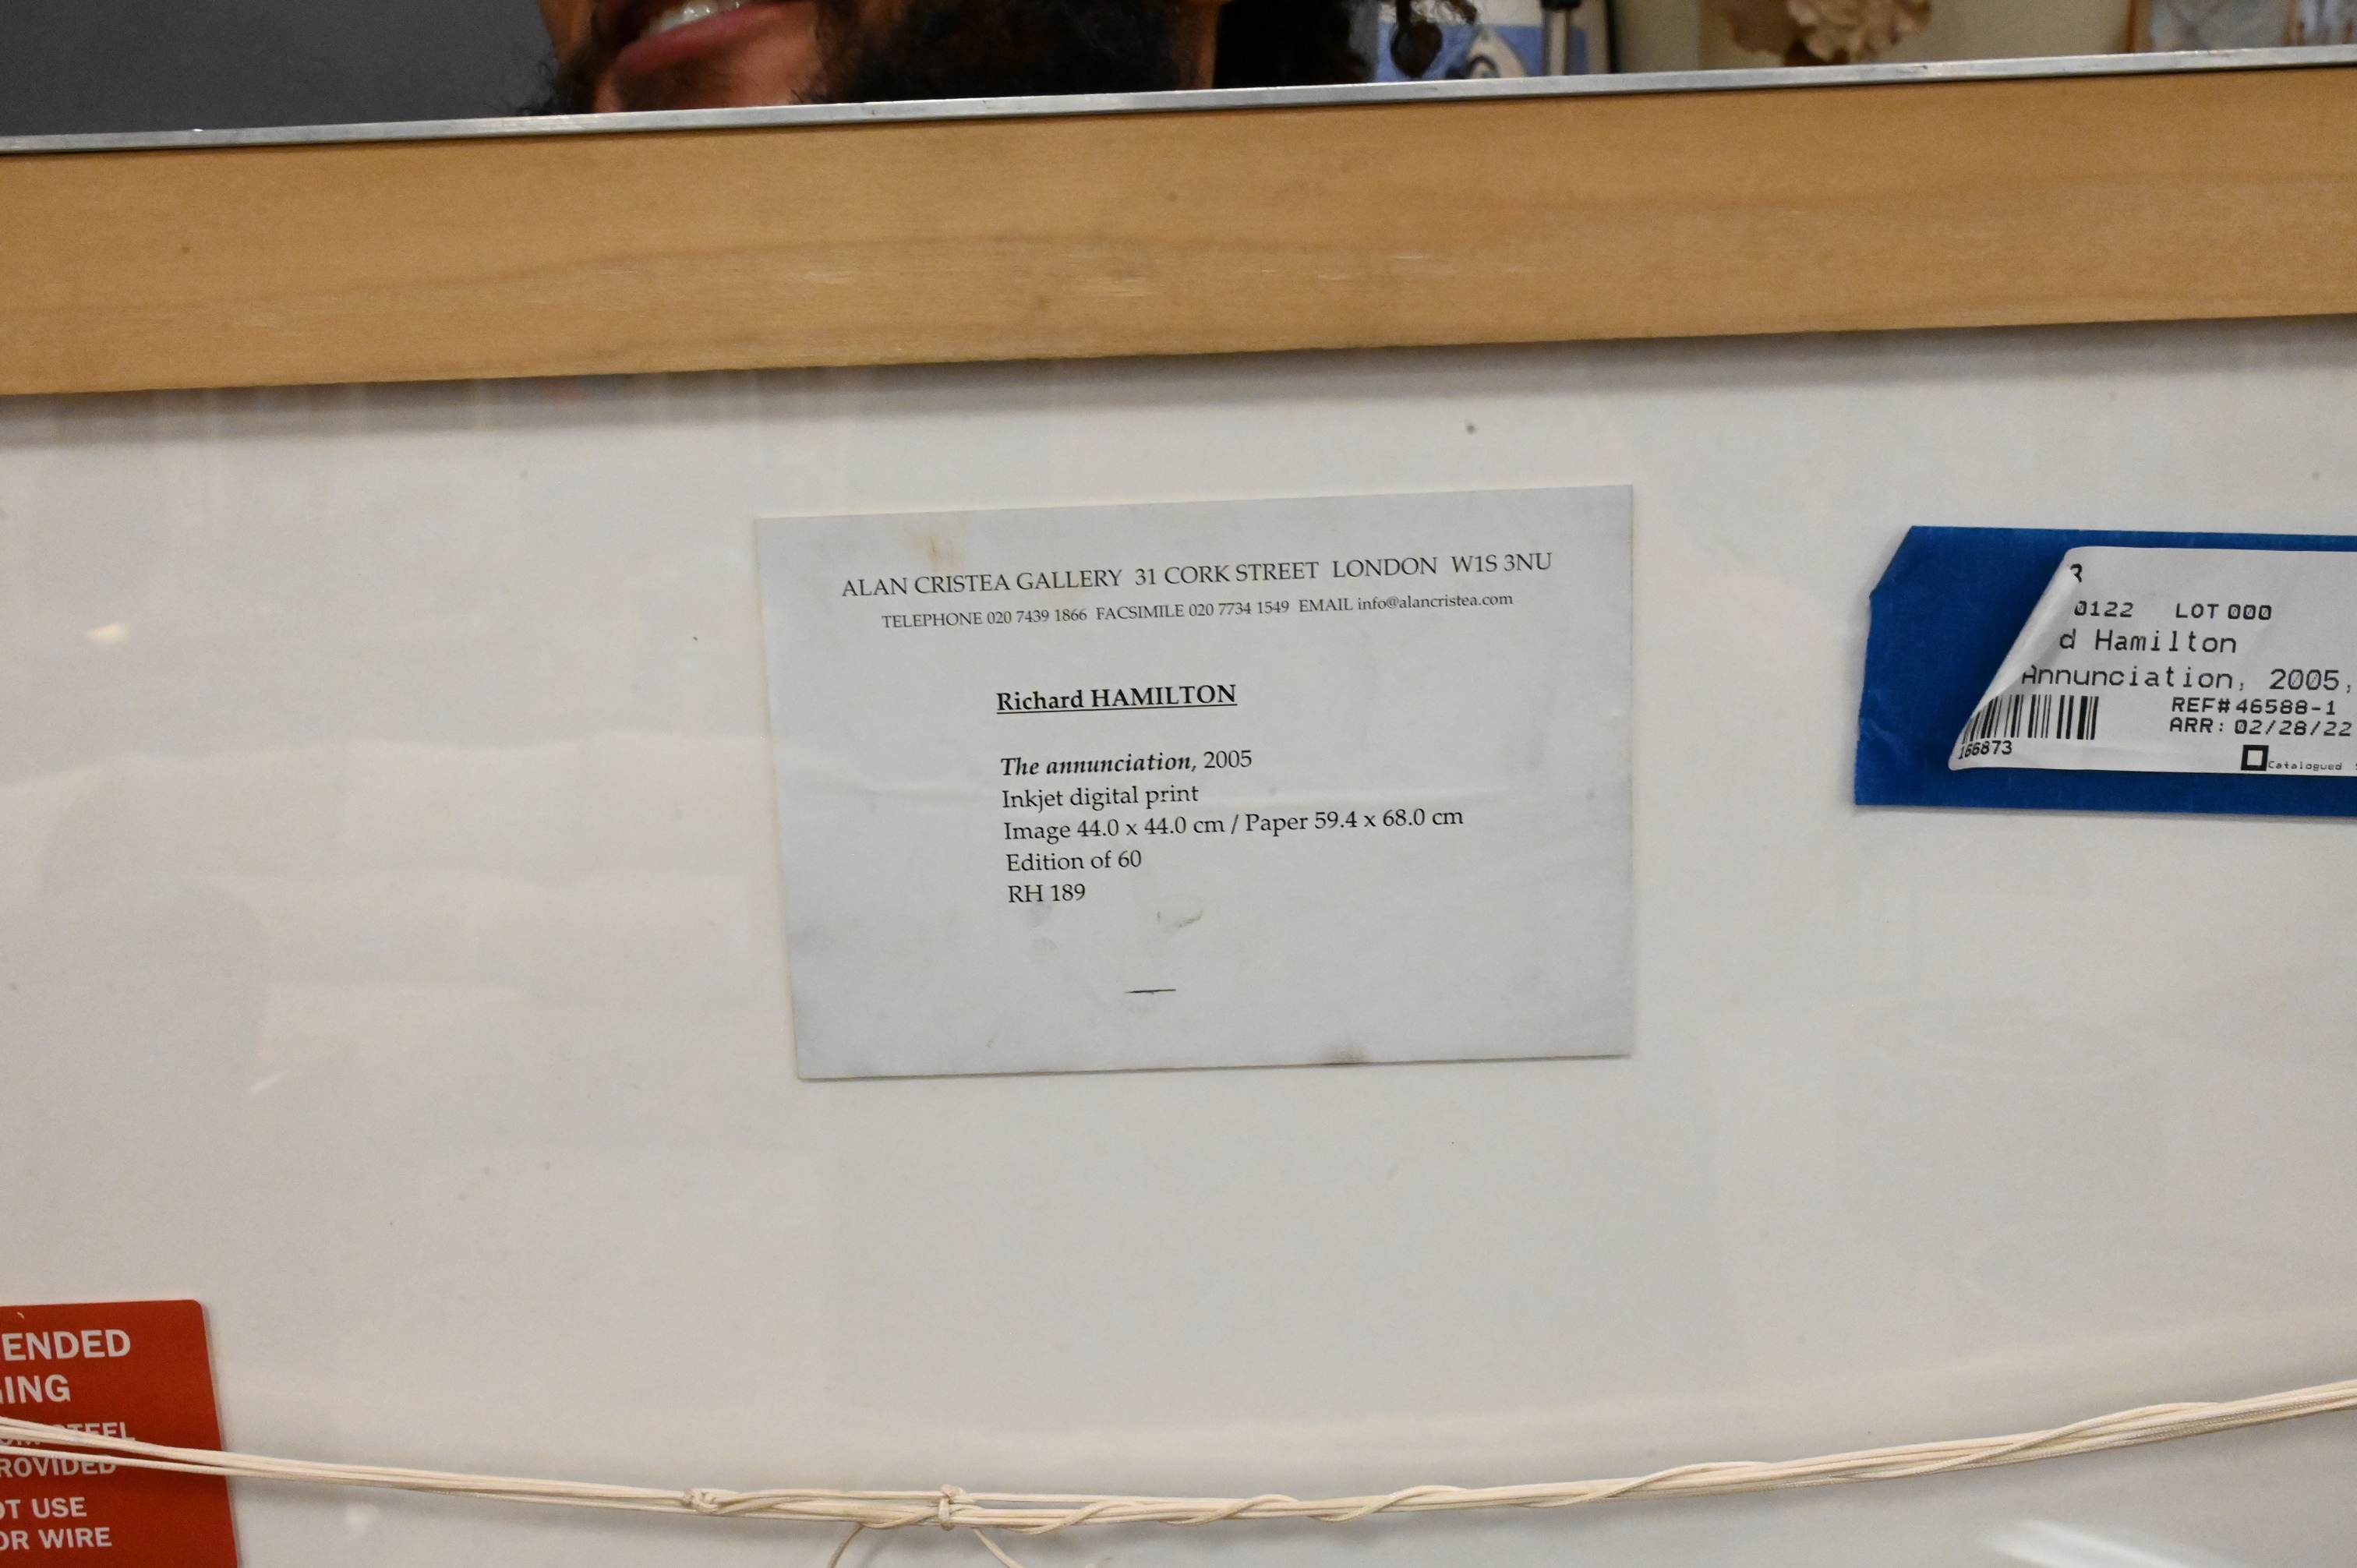 ALAN CRISTEA GALLERY 31 CORK STREET LONDON W1S 3NU
TELEPHONE 020 7439 1866 FACSIMILE 020 7734 1549 EMAIL info@alancristea.com
Richard HAMILTON
The annunciation, 2005
Inkjet digital print
Image 44.0 x 44.0 cm / Paper 59.4 x 68.0 cm
Edition of 60
RH 189
3
0122 LOT 000
d Hamilton
Annunciation, 2005,
REF# 46588-1
ARR: 02/28/22
166873
Catalogued
ENDED
ING
STEEL
ROVIDED
OT USE
OR WIRE